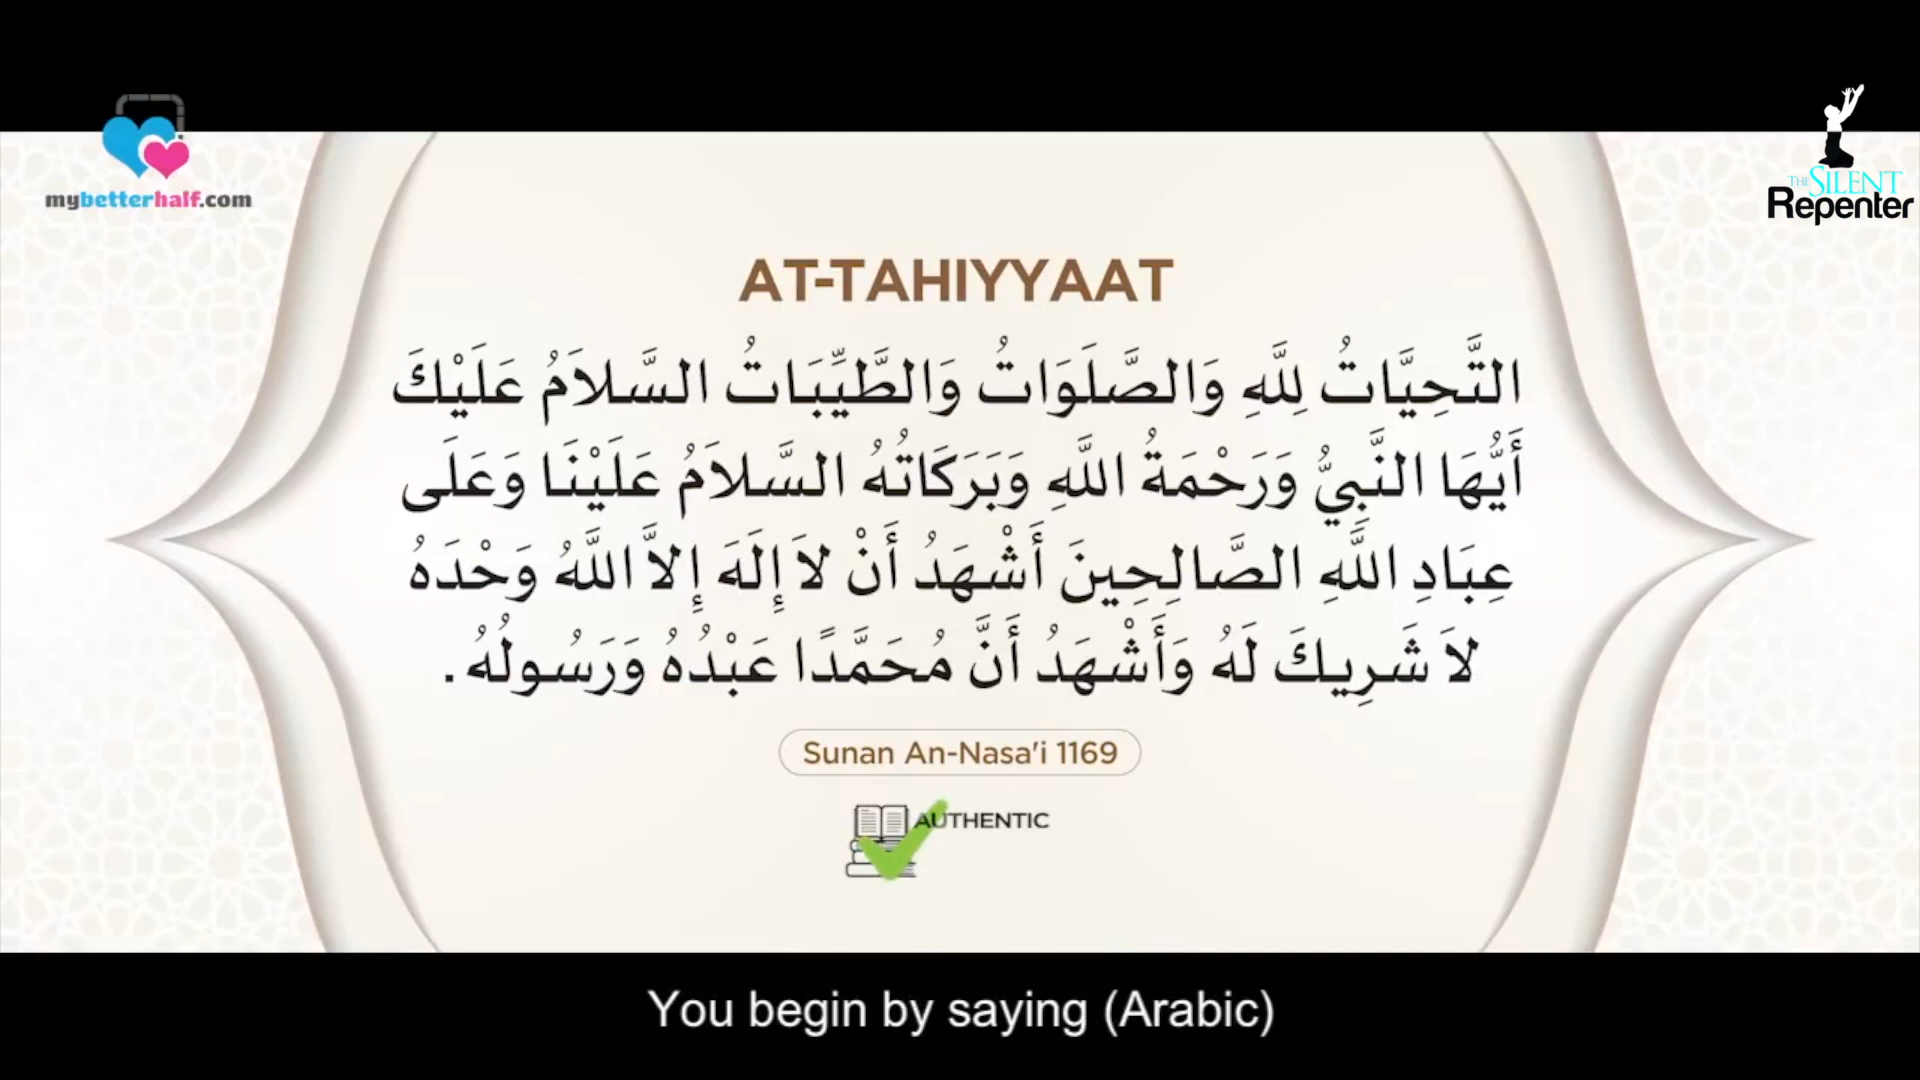 mybetterhalf.com
THE SILENT
Repenter
AT-TAHIYYAAT
التَّحِيَّاتُ لِلَّهِ وَالصَّلَوَاتُ وَالطَّيِّبَاتُ السَّلاَمُ عَلَيْكَ
أَيُّهَا النَّبِيُّ وَرَحْمَةُ اللَّهِ وَبَرَكَاتُهُ السَّلاَمُ عَلَيْنَا وَعَلَى
عِبَادِ اللَّهِ الصَّالِحِينَ أَشْهَدُ أَنْ لاَ إِلَهَ إِلاَّ اللَّهُ وَحْدَهُ
لاَ شَرِيكَ لَهُ وَأَشْهَدُ أَنَّ مُحَمَّدًا عَبْدُهُ وَرَسُولُهُ .
Sunan An-Nasa'i 1169
AUTHENTIC
You begin by saying (Arabic)